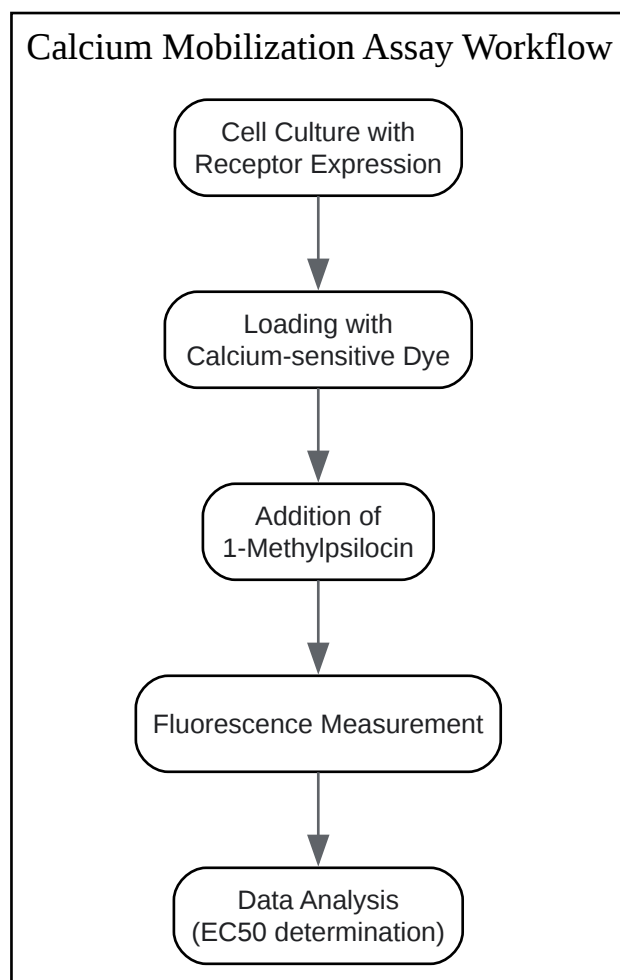 Calcium Mobilization Assay Workflow
Cell Culture with
Receptor Expression
Loading with
Calcium-sensitive Dye
Addition of
1-Methylpsilocin
Fluorescence Measurement
Data Analysis
(EC50 determination)